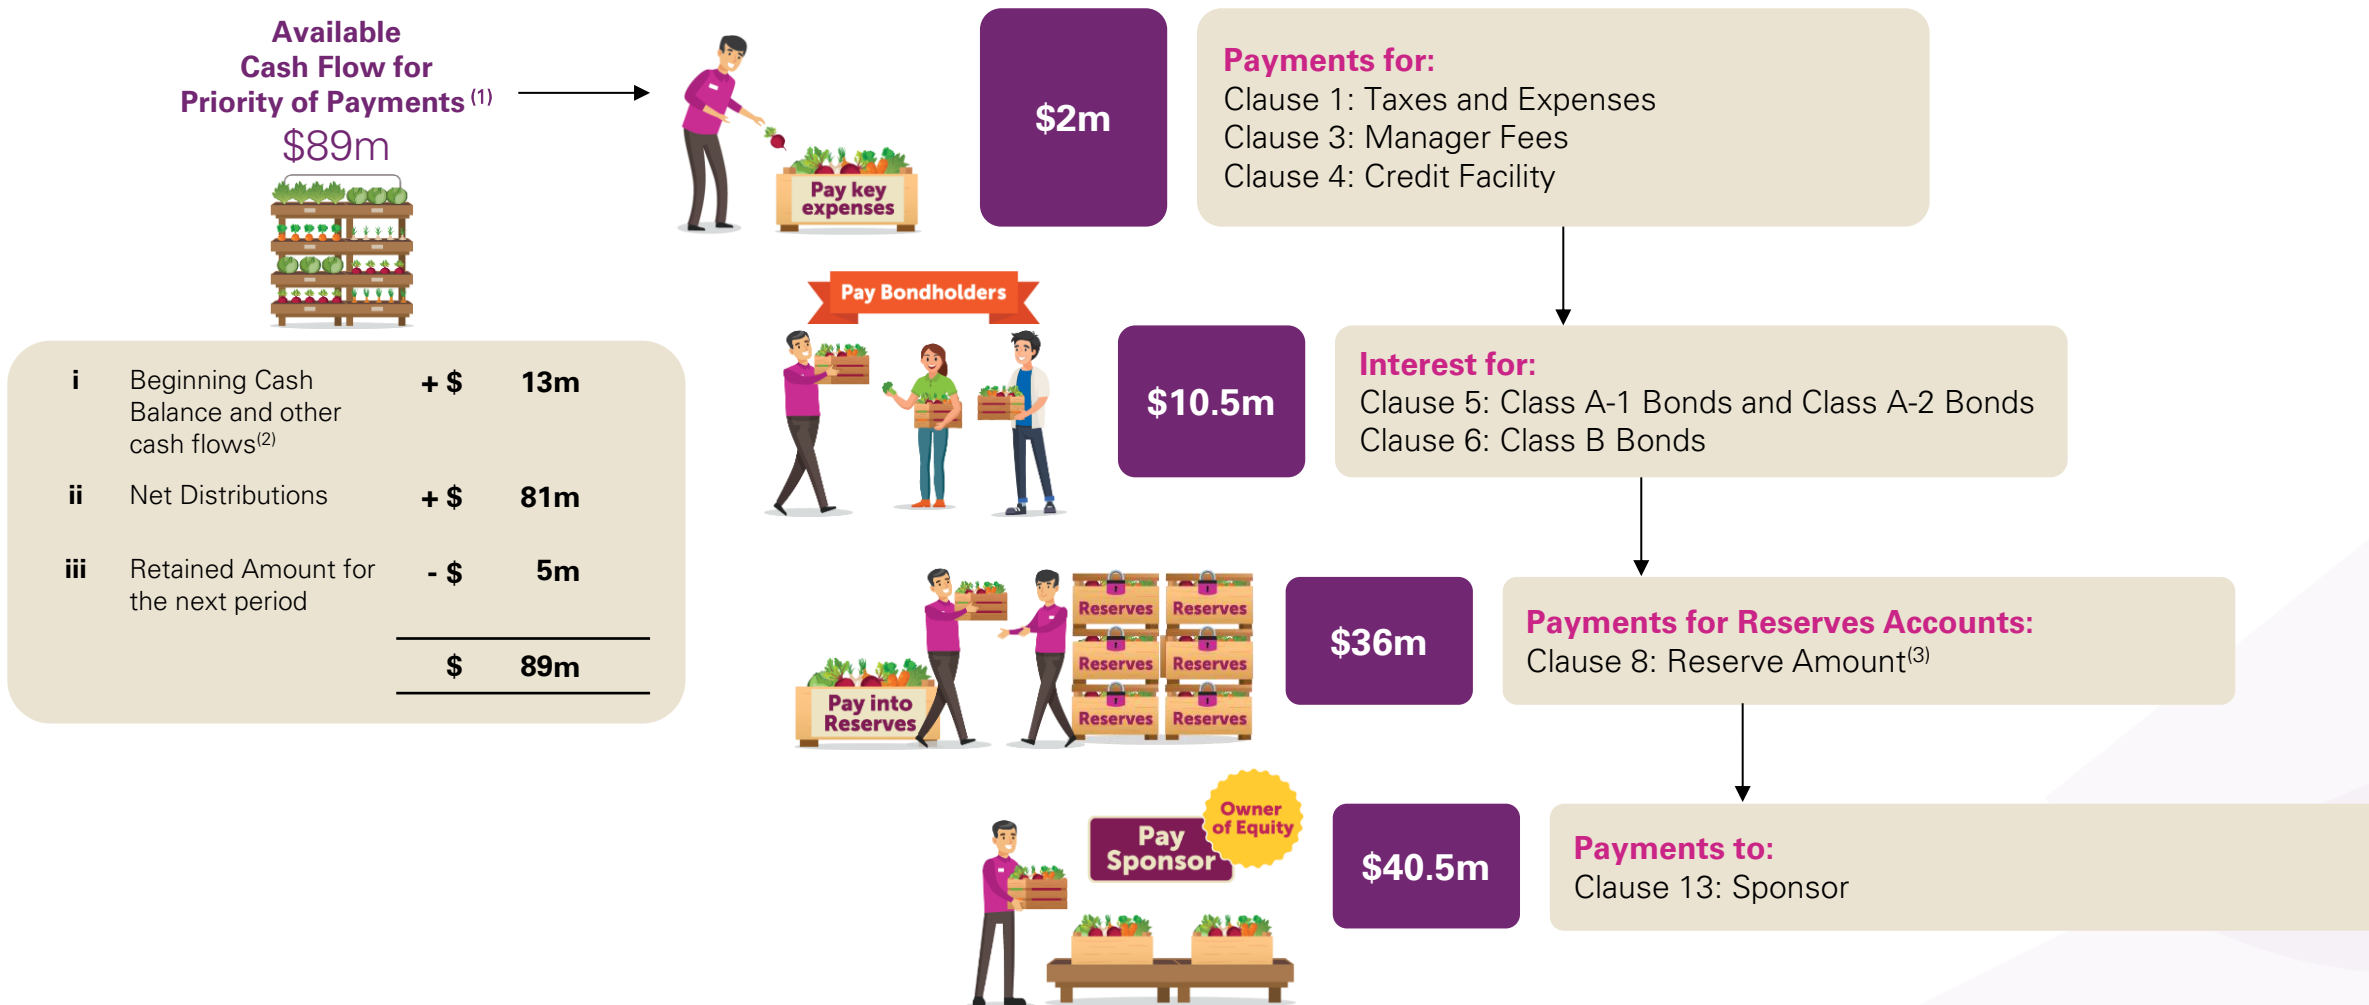 Available
Cash Flow for
Priority of Payments (1)
$89m
i Beginning Cash + $ 13m
Balance and other
cash flows(2)
ii Net Distributions + $ 81m
iii Retained Amount for - $ 5m
the next period
$ 89m
Pay key
expenses
$2m
Payments for:
Clause 1: Taxes and Expenses
Clause 3: Manager Fees
Clause 4: Credit Facility
Pay Bondholders
$10.5m
Interest for:
Clause 5: Class A-1 Bonds and Class A-2 Bonds
Clause 6: Class B Bonds
Pay into
Reserves
Reserves Reserves
Reserves Reserves
Reserves Reserves
$36m
Payments for Reserves Accounts:
Clause 8: Reserve Amount(3)
Pay
Sponsor
Owner
of Equity
$40.5m
Payments to:
Clause 13: Sponsor